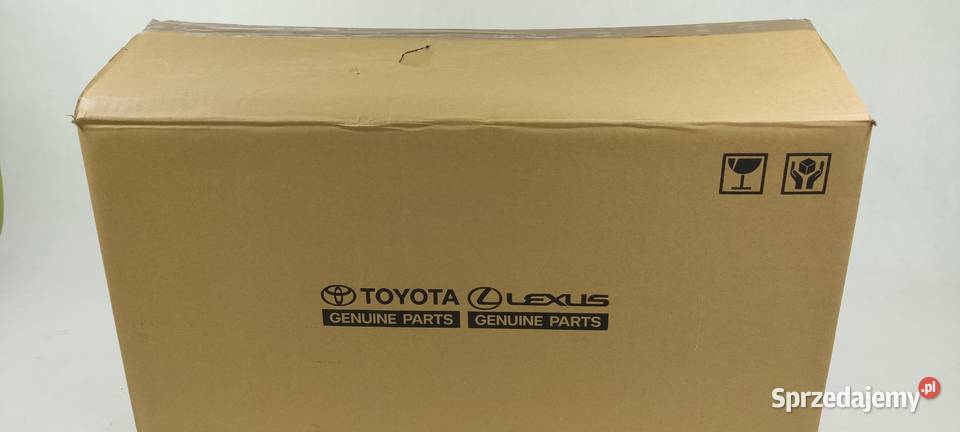 TOYOTA LEXUS
GENUINE PARTS GENUINE PARTS
Sprzedajemy.pl